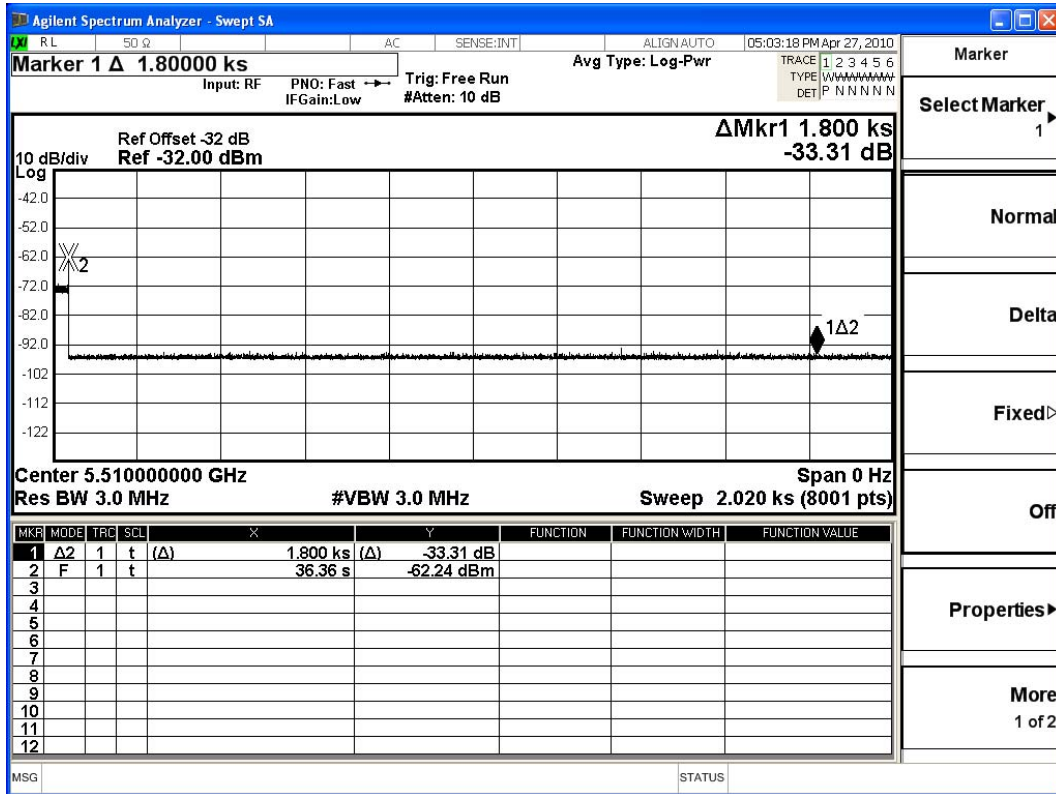 Agilent Spectrum Analyzer - Swept SA
LXI RL 50 Ω AC SENSE:INT ALIGN AUTO 05:03:18 PM Apr 27, 2010
Marker 1 Δ 1.80000 ks
Input: RF PNO: Fast Trig: Free Run Avg Type: Log-Pwr TRACE 1 2 3 4 5 6
IFGain:Low #Atten: 10 dB TYPE WWWWWW
DET P N N N N N
Ref Offset -32 dB ΔMkr1 1.800 ks
10 dB/div Ref -32.00 dBm -33.31 dB
Log
-42.0
-52.0
-62.0
2
-72.0
-82.0
1Δ2
-92.0
-102
-112
-122
Center 5.510000000 GHz Span 0 Hz
Res BW 3.0 MHz #VBW 3.0 MHz Sweep 2.020 ks (8001 pts)
MKR MODE TRC SCL X Y FUNCTION FUNCTION WIDTH FUNCTION VALUE
1 Δ2 1 t (Δ) 1.800 ks (Δ) -33.31 dB
2 F 1 t 36.36 s -62.24 dBm
3
4
5
6
7
8
9
10
11
12
MSG STATUS
Marker
Select Marker
1
Normal
Delta
Fixed
Off
Properties
More
1 of 2